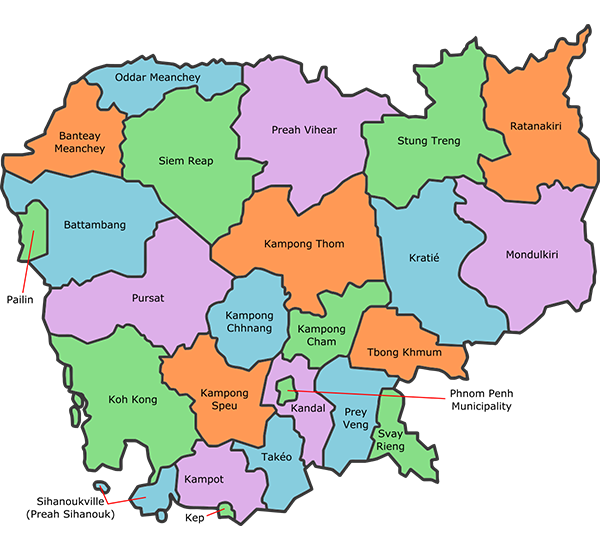 Oddar Meanchey
Preah Vihear
Ratanakiri
Stung Treng
Banteay
Meanchey
Siem Reap
Battambang
Kampong Thom
Kratié
Mondulkiri
Pailin
Pursat
Kampong
Chhnang
Kampong
Cham
Tbong Khmum
Koh Kong
Kampong
Speu
Kandal
Phnom Penh
Municipality
Prey
Veng
Svay
Rieng
Takéo
Kampot
Sihanoukville
(Preah Sihanouk)
Kep